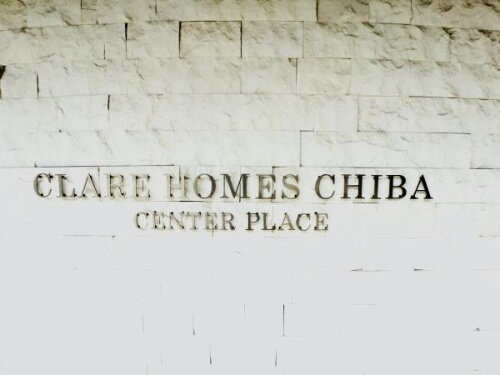 CLARE HOMES CHIBA
CENTER PLACE